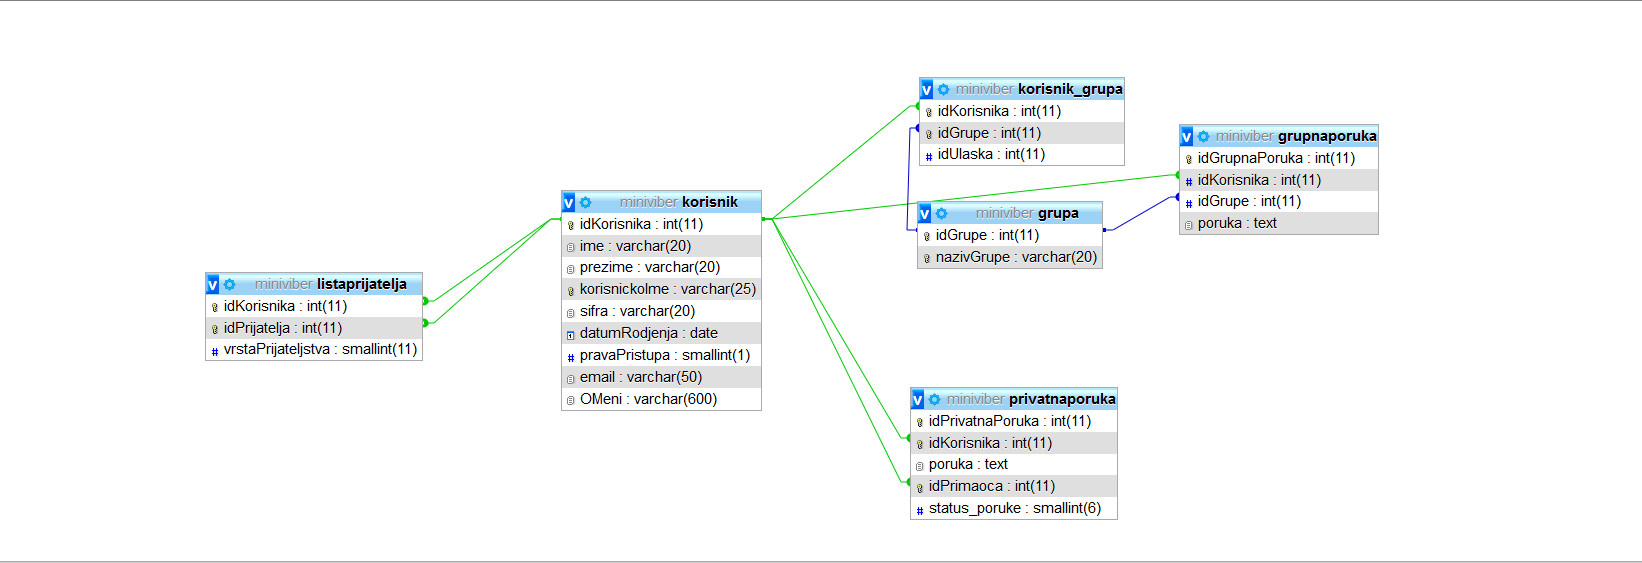 v miniviber korisnik_grupa
idKorisnika : int(11)
idGrupe : int(11)
# idUlaska : int(11)
v miniviber grupnaporuka
idGrupnaPoruka : int(11)
# idKorisnika : int(11)
# idGrupe : int(11)
poruka : text
v miniviber korisnik
idKorisnika : int(11)
ime : varchar(20)
prezime : varchar(20)
korisnickoIme : varchar(25)
sifra : varchar(20)
datumRodjenja : date
# pravaPristupa : smallint(1)
email : varchar(50)
OMeni : varchar(600)
v miniviber grupa
idGrupe : int(11)
nazivGrupe : varchar(20)
v miniviber listaprijatelja
idKorisnika : int(11)
idPrijatelja : int(11)
# vrstaPrijateljstva : smallint(11)
v miniviber privatnaporuka
idPrivatnaPoruka : int(11)
idKorisnika : int(11)
poruka : text
idPrimaoca : int(11)
# status_poruke : smallint(6)